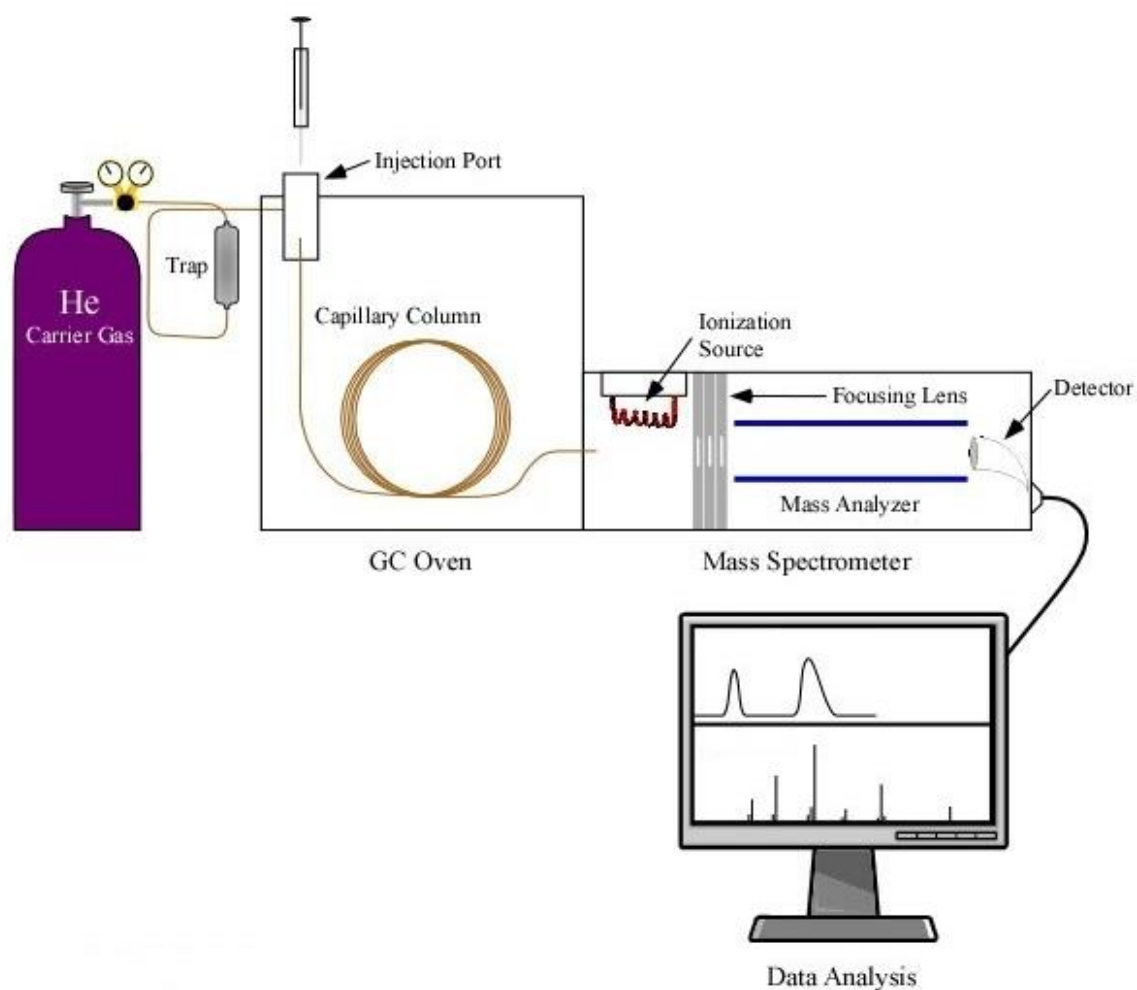 Injection Port
Trap
He
Carrier Gas
Capillary Column
Ionization
Source
Focusing Lens
Detector
Mass Analyzer
GC Oven
Mass Spectrometer
Data Analysis